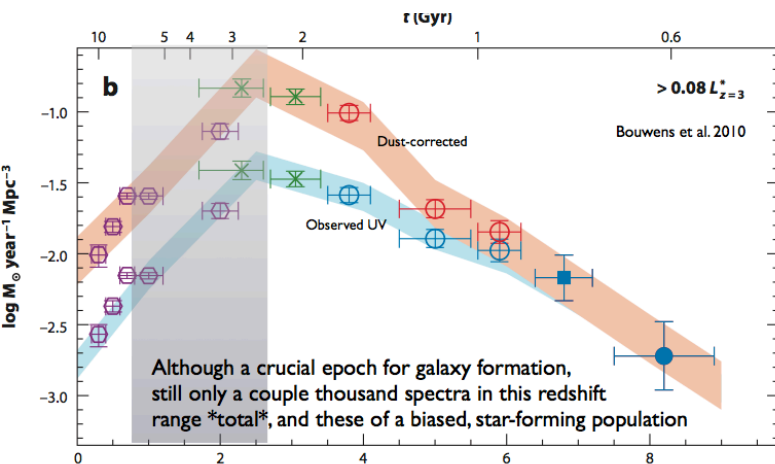 t (Gyr)
10 5 4 3 2 1 0.6
b
> 0.08 L*z=3
Bouwens et al. 2010
Dust-corrected
Observed UV
log M⊙ year−1 Mpc−3
−1.0
−1.5
−2.0
−2.5
−3.0
Although a crucial epoch for galaxy formation,
still only a couple thousand spectra in this redshift
range *total*, and these of a biased, star-forming population
0 2 4 6 8